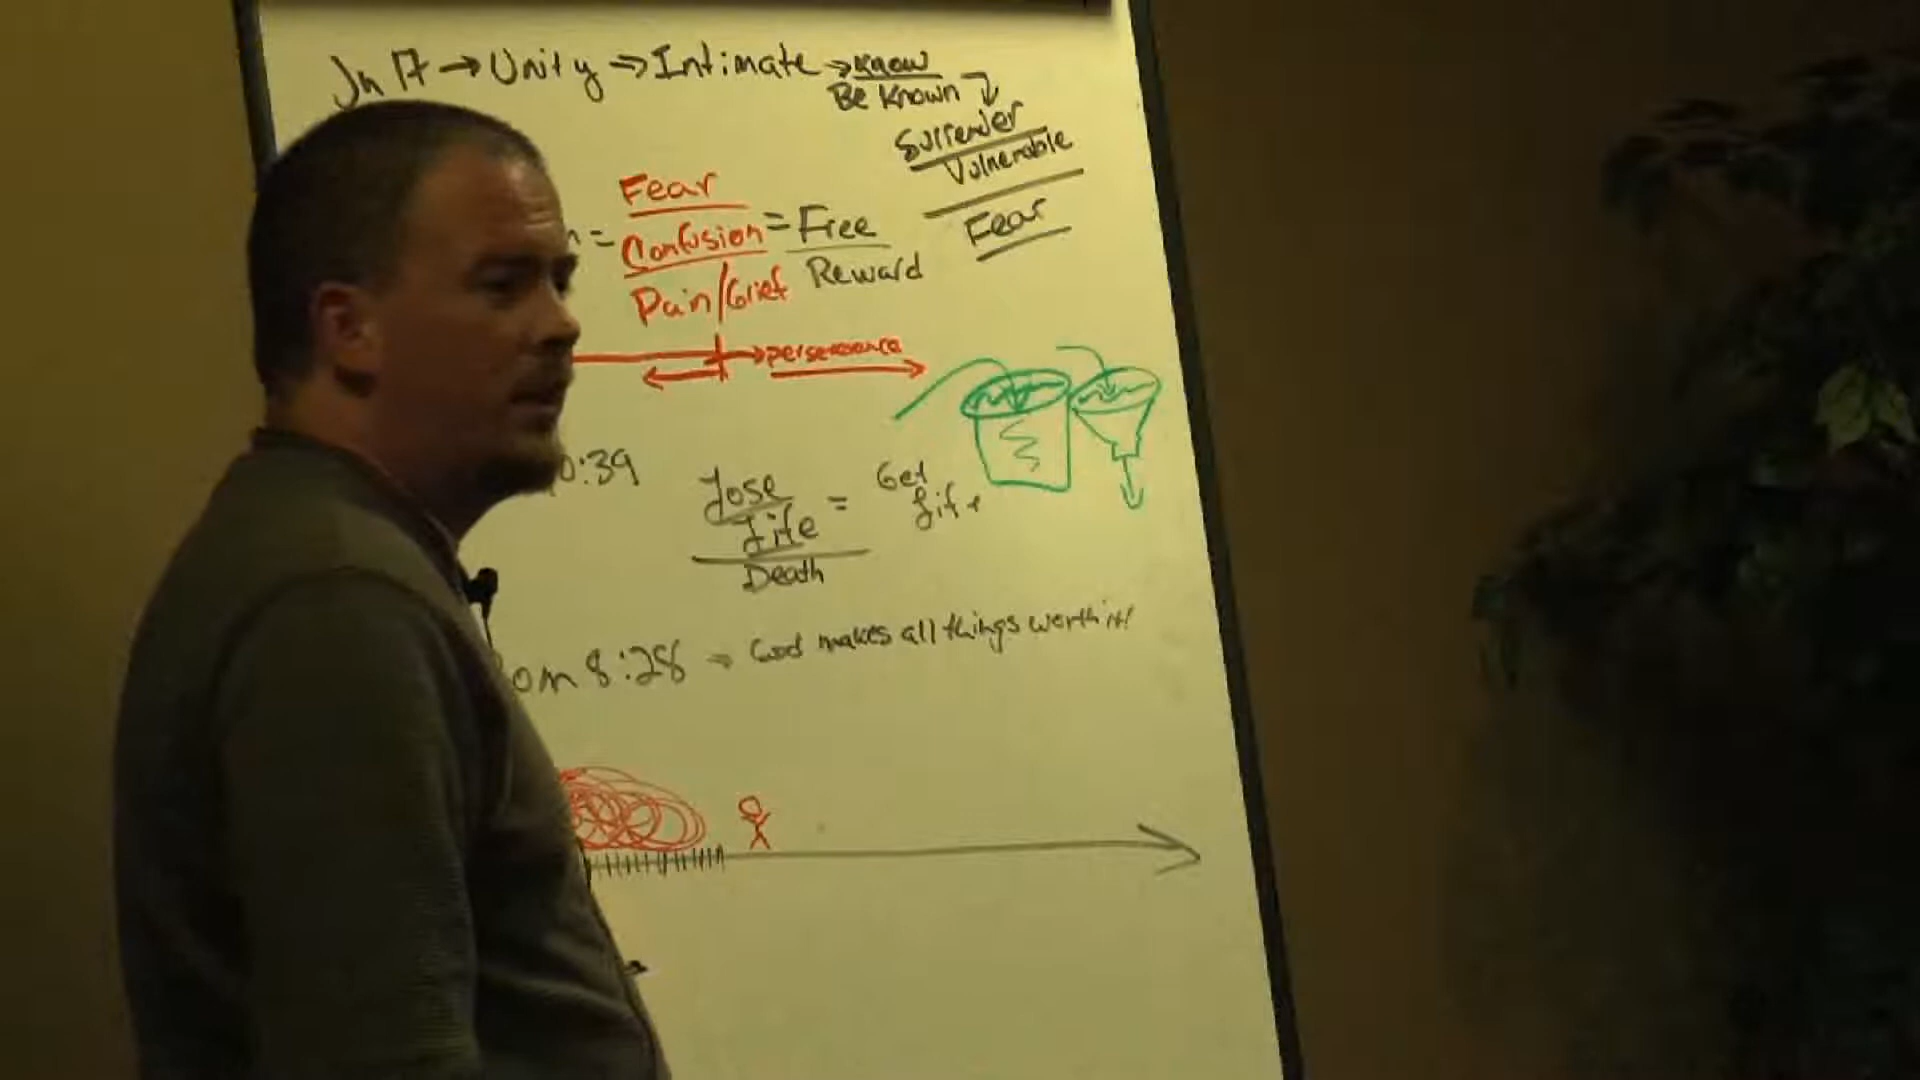 Jn 17 → Unity ⇒ Intimate → Know
Be Known
Surrender
Vulnerable
Fear
Fear
= Confusion = Free
Pain/Grief Reward
→ perseverance
0:39
Lose
Life = Get Life
Death
om 8:28 ⇒ God makes all things worth it!